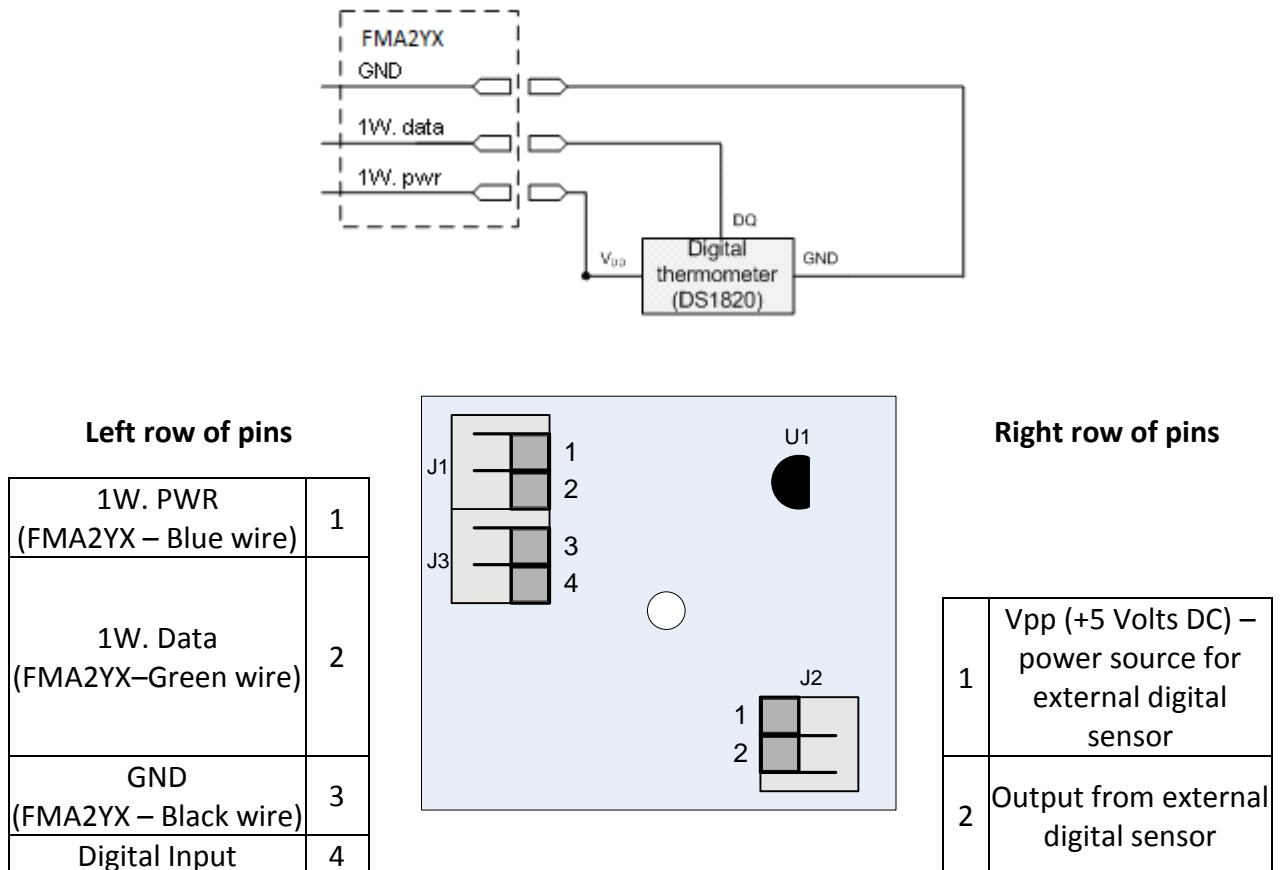 FMA2YX
GND
1W. data
1W. pwr
DQ
VDD
Digital
thermometer
(DS1820)
GND
Left row of pins
1W. PWR
(FMA2YX – Blue wire)
1
1W. Data
(FMA2YX–Green wire)
2
GND
(FMA2YX – Black wire)
3
Digital Input
4
J1
1
2
J3
3
4
U1
J2
1
2
Right row of pins
1
Vpp (+5 Volts DC) –
power source for
external digital
sensor
2
Output from external
digital sensor